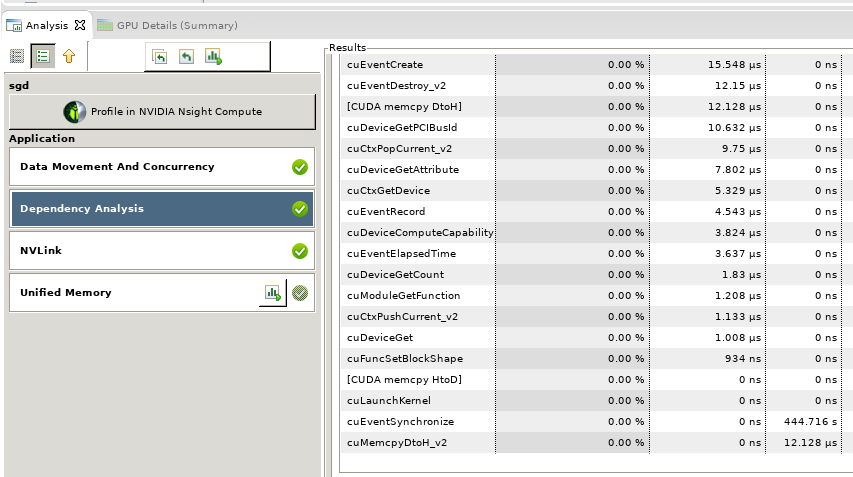 Analysis GPU Details (Summary)
sgd
Profile in NVIDIA Nsight Compute
Application
Data Movement And Concurrency
Dependency Analysis
NVLink
Unified Memory
Results
cuEventCreate 0.00 % 15.548 µs 0 ns
cuEventDestroy_v2 0.00 % 12.15 µs 0 ns
[CUDA memcpy DtoH] 0.00 % 12.128 µs 0 ns
cuDeviceGetPCIBusId 0.00 % 10.632 µs 0 ns
cuCtxPopCurrent_v2 0.00 % 9.75 µs 0 ns
cuDeviceGetAttribute 0.00 % 7.802 µs 0 ns
cuCtxGetDevice 0.00 % 5.329 µs 0 ns
cuEventRecord 0.00 % 4.543 µs 0 ns
cuDeviceComputeCapability 0.00 % 3.824 µs 0 ns
cuEventElapsedTime 0.00 % 3.637 µs 0 ns
cuDeviceGetCount 0.00 % 1.83 µs 0 ns
cuModuleGetFunction 0.00 % 1.208 µs 0 ns
cuCtxPushCurrent_v2 0.00 % 1.133 µs 0 ns
cuDeviceGet 0.00 % 1.008 µs 0 ns
cuFuncSetBlockShape 0.00 % 934 ns 0 ns
[CUDA memcpy HtoD] 0.00 % 0 ns 0 ns
cuLaunchKernel 0.00 % 0 ns 0 ns
cuEventSynchronize 0.00 % 0 ns 444.716 s
cuMemcpyDtoH_v2 0.00 % 0 ns 12.128 µs